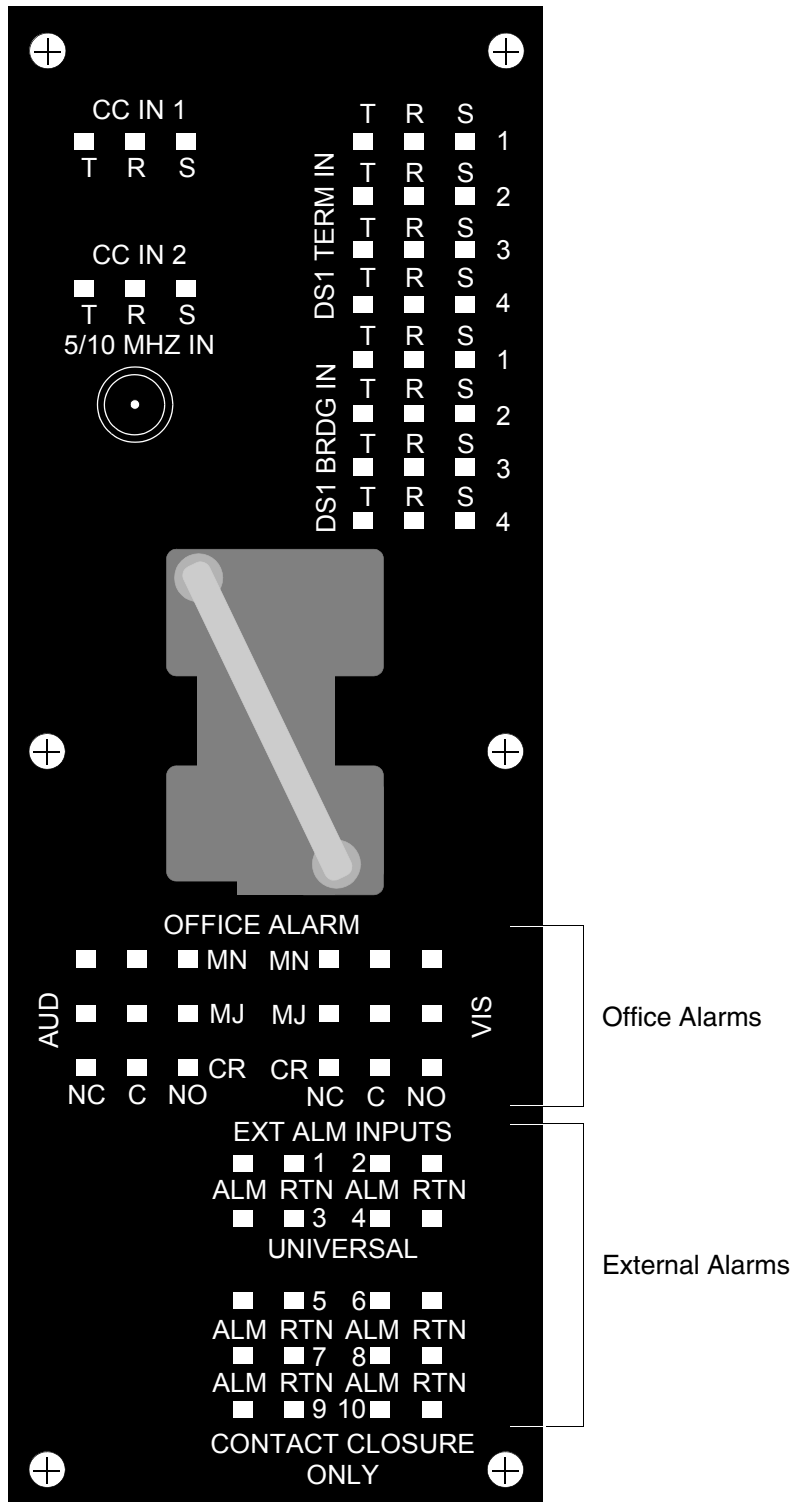 CC IN 1
T R S
CC IN 2
T R S
5/10 MHZ IN
DS1 TERM IN
T R S
1
T R S
2
T R S
3
T R S
4
DS1 BRDG IN
T R S
1
T R S
2
T R S
3
T R S
4
OFFICE ALARM
AUD
MN MN
MJ MJ
CR CR
NC C NO NC C NO
VIS
Office Alarms
EXT ALM INPUTS
1 2
ALM RTN ALM RTN
3 4
UNIVERSAL
5 6
ALM RTN ALM RTN
7 8
ALM RTN ALM RTN
9 10
CONTACT CLOSURE
ONLY
External Alarms